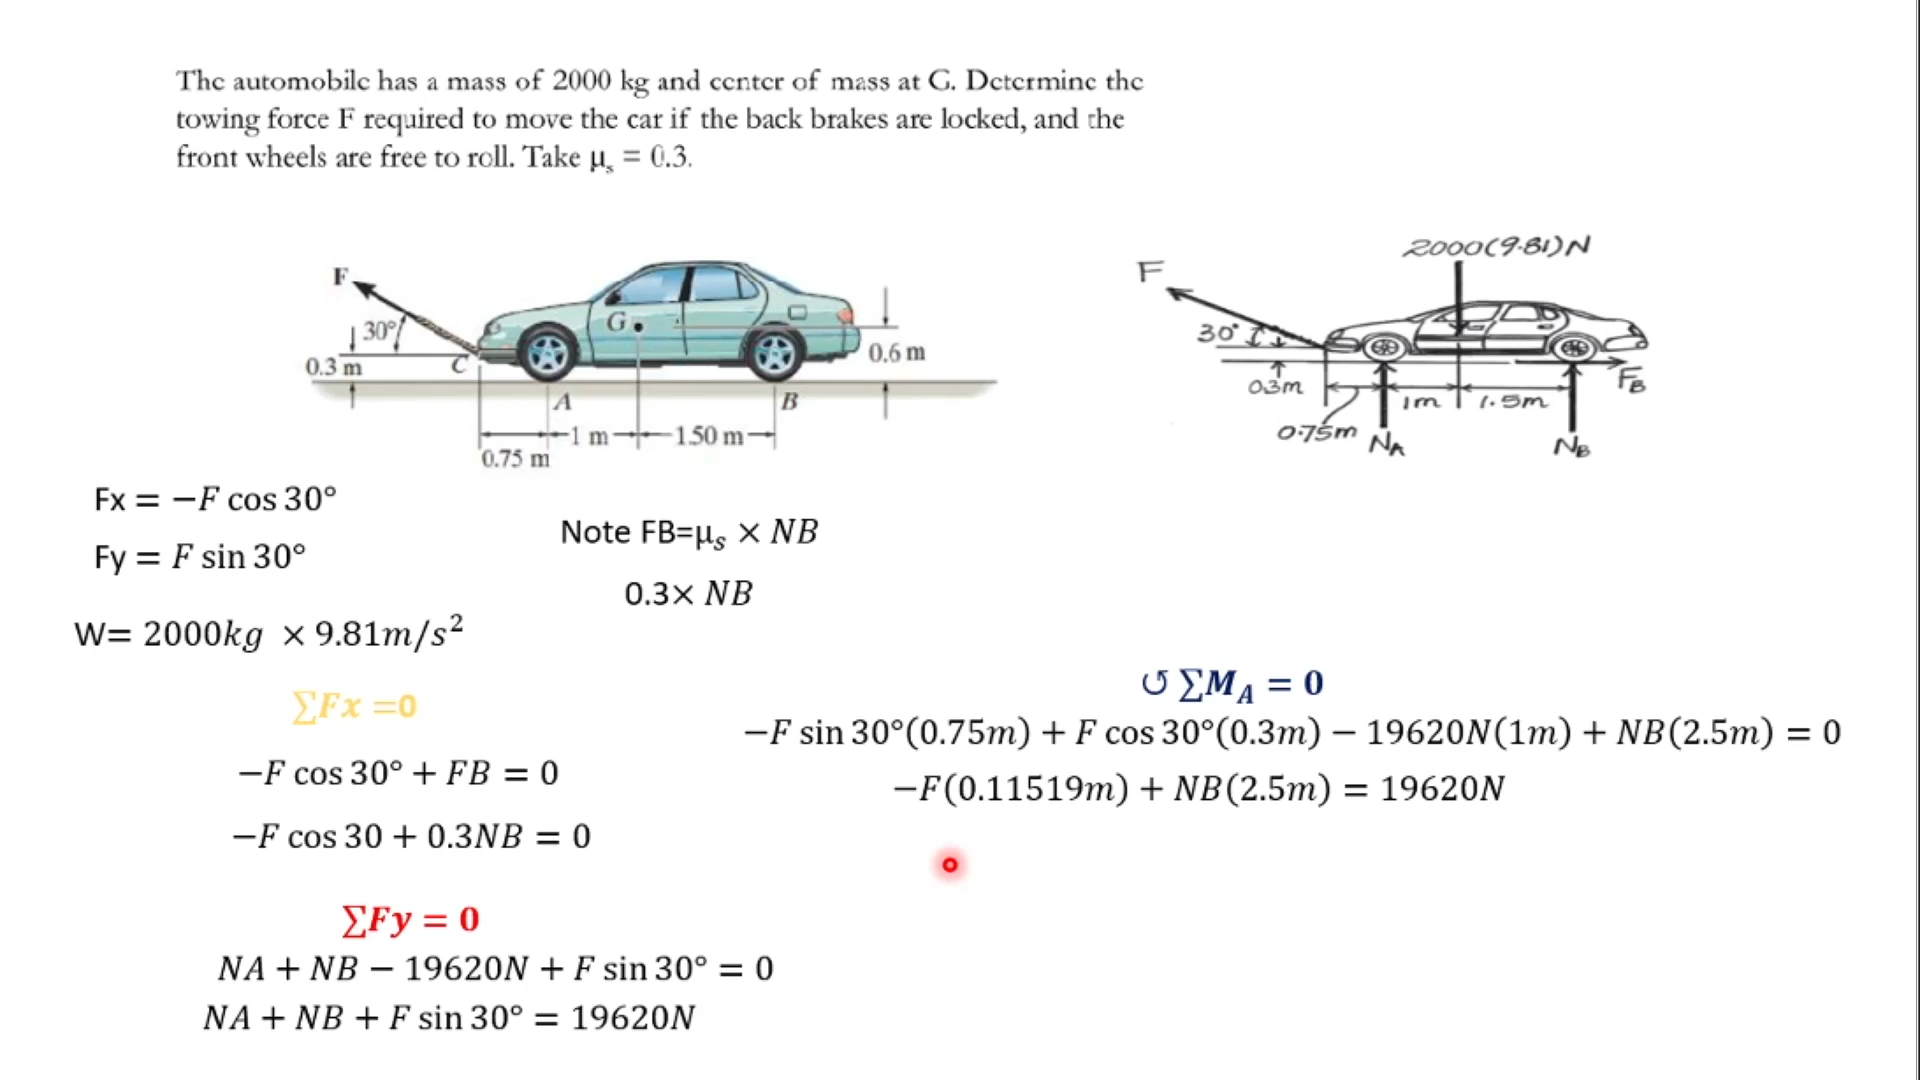 The automobile has a mass of 2000 kg and center of mass at G. Determine the
towing force F required to move the car if the back brakes are locked, and the
front wheels are free to roll. Take μₛ = 0.3.
F
30°
0.3 m
C
G
0.6 m
A
B
1 m
1.50 m
0.75 m
2000(9.81)N
F
30°
0.3m
1m
1.5m
FB
0.75m
NA
NB
Fx = −F cos 30°
Fy = F sin 30°
Note FB=μₛ × NB
0.3× NB
W= 2000kg × 9.81m/s²
∑Fx =0
−F cos 30° + FB = 0
−F cos 30 + 0.3NB = 0
∑Fy = 0
NA + NB − 19620N + F sin 30° = 0
NA + NB + F sin 30° = 19620N
↺ ∑M_A = 0
−F sin 30°(0.75m) + F cos 30°(0.3m) − 19620N(1m) + NB(2.5m) = 0
−F(0.11519m) + NB(2.5m) = 19620N